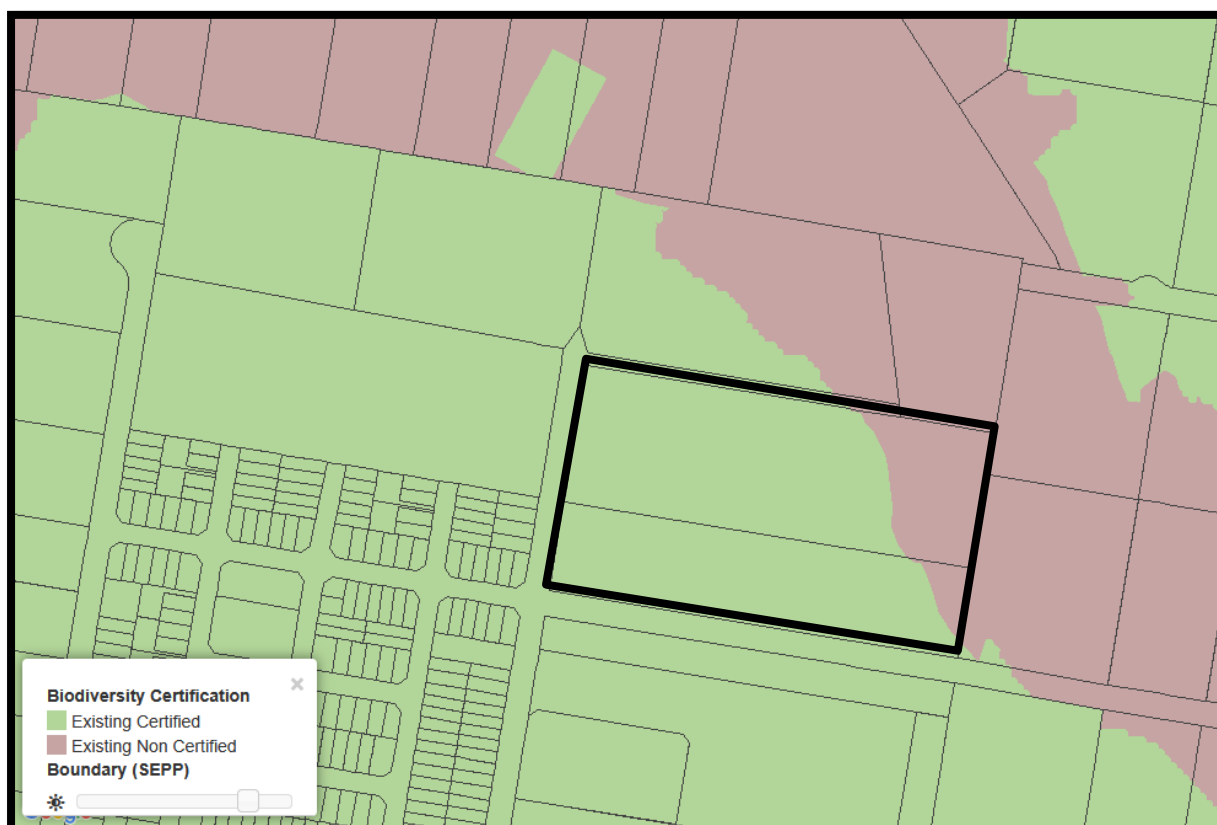 Biodiversity Certification
×
Existing Certified
Existing Non Certified
Boundary (SEPP)